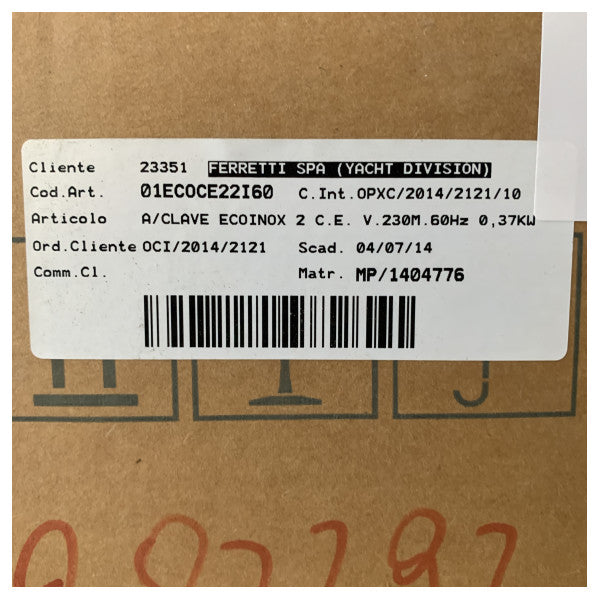 Cliente 23351 FERRETTI SPA (YACHT DIVISION)
Cod.Art. 01ECOCE22I60 C.Int.OPXC/2014/2121/10
Articolo A/CLAVE ECOINOX 2 C.E. V.230M.60Hz 0,37KW
Ord.Cliente OCI/2014/2121 Scad. 04/07/14
Comm.Cl. Matr. MP/1404776